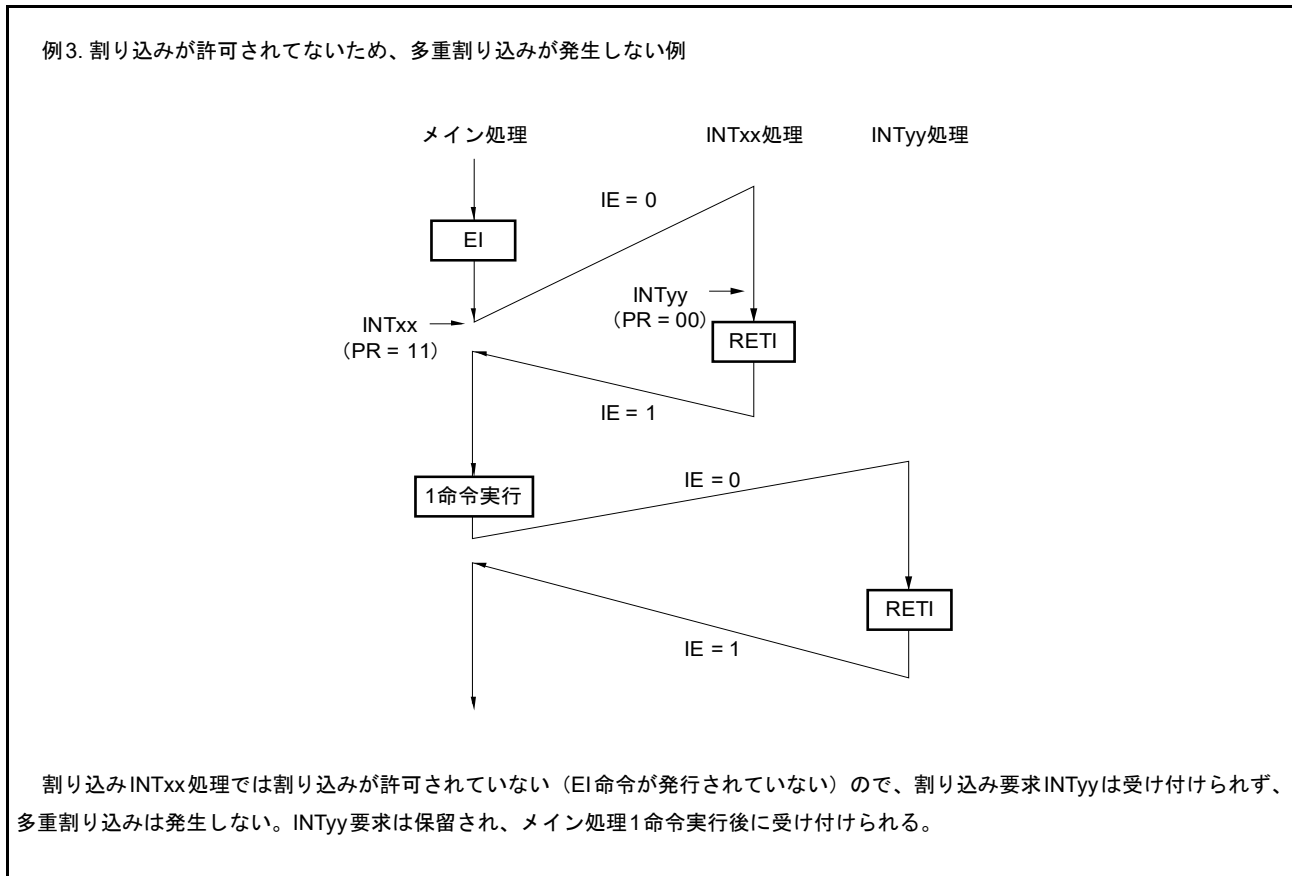 例3. 割り込みが許可されてないため、多重割り込みが発生しない例
メイン処理
INTxx処理
INTyy処理
IE = 0
EI
INTyy
(PR = 00)
INTxx
(PR = 11)
RETI
IE = 1
IE = 0
1命令実行
RETI
IE = 1
割り込みINTxx処理では割り込みが許可されていない（EI命令が発行されていない）ので、割り込み要求INTyyは受け付けられず、
多重割り込みは発生しない。INTyy要求は保留され、メイン処理1命令実行後に受け付けられる。